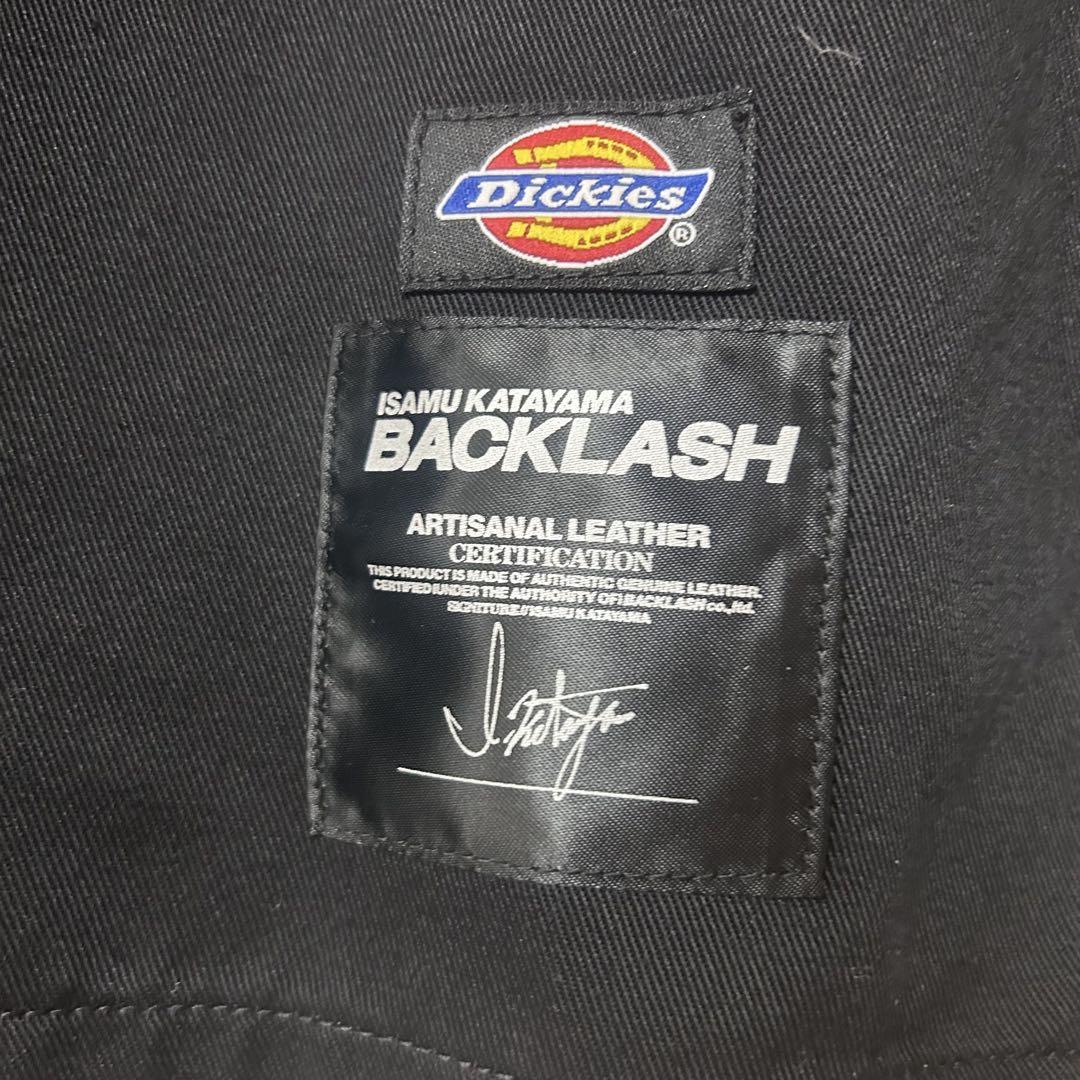 Dickies
®
ISAMU KATAYAMA
BACKLASH
ARTISANAL LEATHER
CERTIFICATION
THIS PRODUCT IS MADE OF AUTHENTIC GENUINE LEATHER.
CERTIFIED UNDER THE AUTHORITY OF BACKLASH co.,ltd.
SIGNITURE//ISAMU KATAYAMA